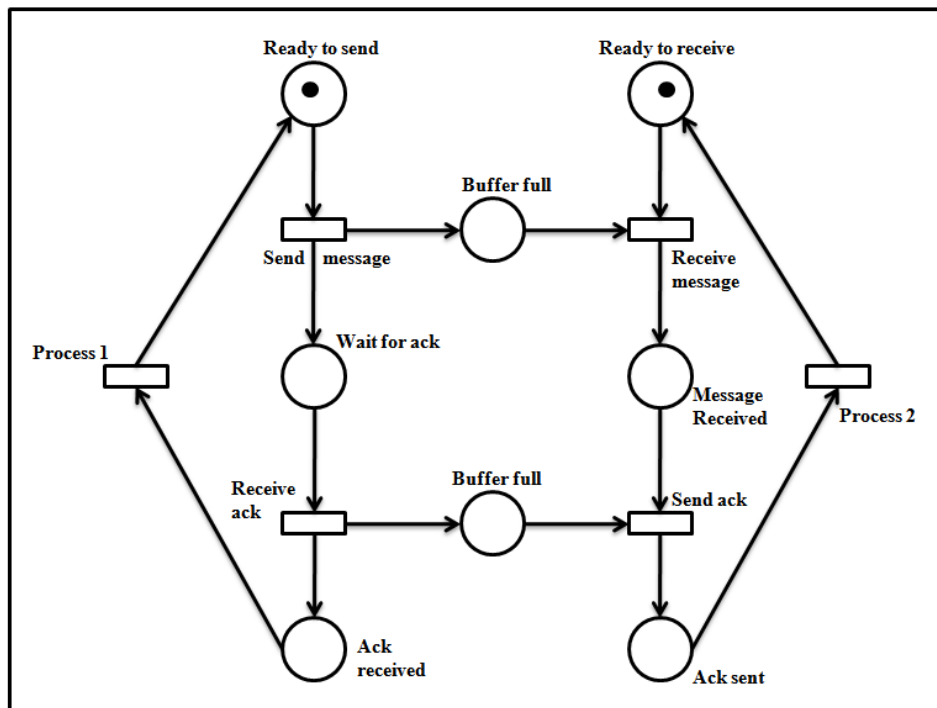 Ready to send
Ready to receive
Buffer full
Send message
Receive
message
Wait for ack
Process 1
Message
Received
Process 2
Receive
ack
Buffer full
Send ack
Ack
received
Ack sent